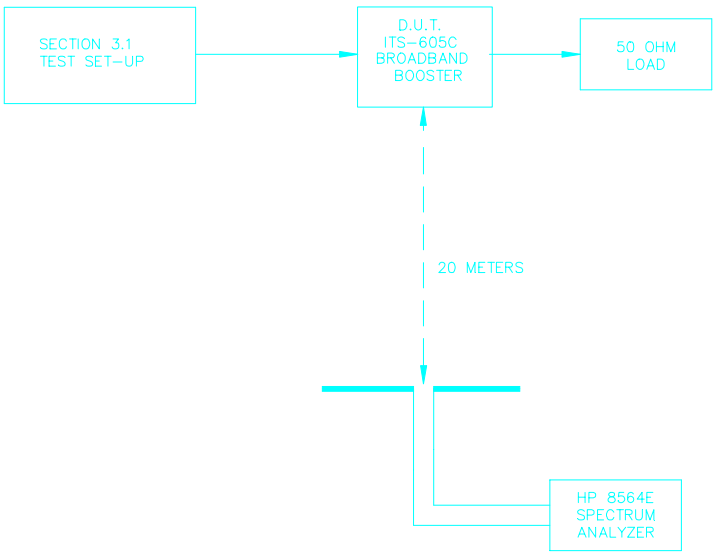 SECTION 3.1
TEST SET-UP
D.U.T.
ITS-605C
BROADBAND
BOOSTER
50 OHM
LOAD
20 METERS
HP 8564E
SPECTRUM
ANALYZER